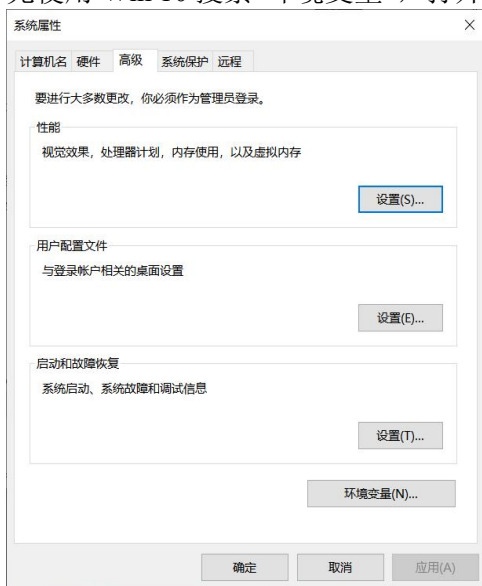 系统属性
计算机名 硬件 高级 系统保护 远程
要进行大多数更改，你必须作为管理员登录。
性能
视觉效果，处理器计划，内存使用，以及虚拟内存
设置(S)...
用户配置文件
与登录帐户相关的桌面设置
设置(E)...
启动和故障恢复
系统启动、系统故障和调试信息
设置(T)...
环境变量(N)...
确定 取消 应用(A)